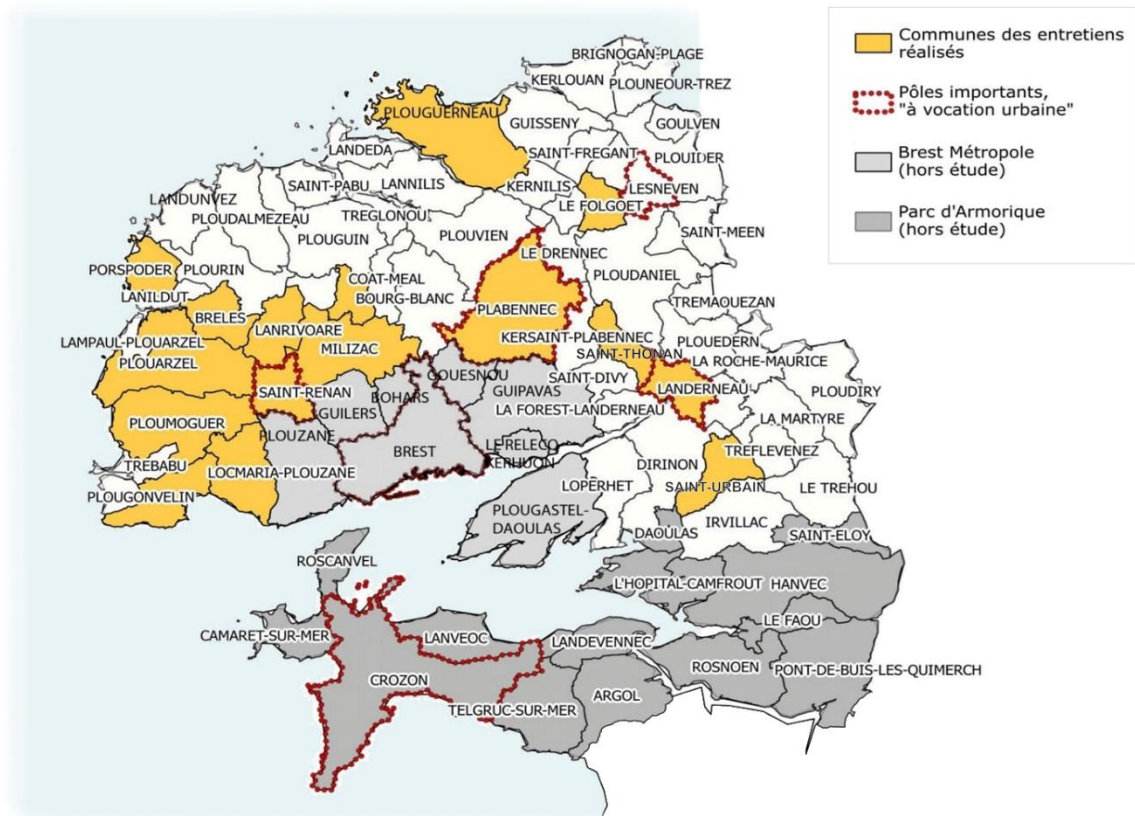 Communes des entretiens
réalisés
Pôles importants,
"à vocation urbaine"
Brest Métropole
(hors étude)
Parc d'Armorique
(hors étude)
BRIGNOGAN-PLAGE
KERLOUAN
PLOUNEOUR-TREZ
PLOUGUERNEAU
GUISSENY
GOULVEN
LANDEDA
SAINT-FREGANT
PLOUIDER
SAINT-PABU
LANNILIS
KERNILIS
LESNEVEN
LANDUNVEZ
LE FOLGOET
PLOUDALMEZEAU
TREGLONOU
SAINT-MEEN
PLOUGUIN
PLOUVIEN
LE DRENNEC
PORSPODER
PLOURIN
COAT-MEAL
PLOUDANIEL
LANILDUT
BOURG-BLANC
TREMAOUEZAN
BRELES
PLABENNEC
LANRIVOARE
KERSAINT-PLABENNEC
PLOUEDERN
LAMPAUL-PLOUARZEL
MILIZAC
SAINT-THONAN
LA ROCHE-MAURICE
PLOUARZEL
GOUESNOU
SAINT-DIVY
SAINT-RENAN
BOHARS
GUIPAVAS
LANDERNEAU
PLOUDIRY
GUILERS
LA FOREST-LANDERNEAU
LA MARTYRE
PLOUMOGUER
PLOUZANE
LE RELECQ
KERHUON
BREST
TREFLEVENEZ
TREBABU
LOCMARIA-PLOUZANE
DIRINON
LOPERHET
SAINT-URBAIN
LE TREHOU
PLOUGONVELIN
PLOUGASTEL-
DAOULAS
IRVILLAC
DAOULAS
SAINT-ELOY
ROSCANVEL
L'HOPITAL-CAMFROUT
HANVEC
LE FAOU
CAMARET-SUR-MER
LANVEOC
LANDEVENNEC
ROSNOEN
PONT-DE-BUIS-LES-QUIMERCH
CROZON
ARGOL
TELGRUC-SUR-MER